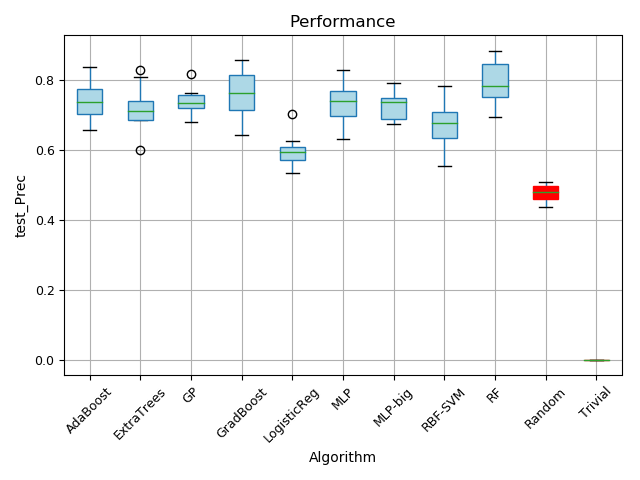 Performance
test_Prec
0.8
0.6
0.4
0.2
0.0
AdaBoost
ExtraTrees
GP
GradBoost
LogisticReg
MLP
MLP-big
RBF-SVM
RF
Random
Trivial
Algorithm